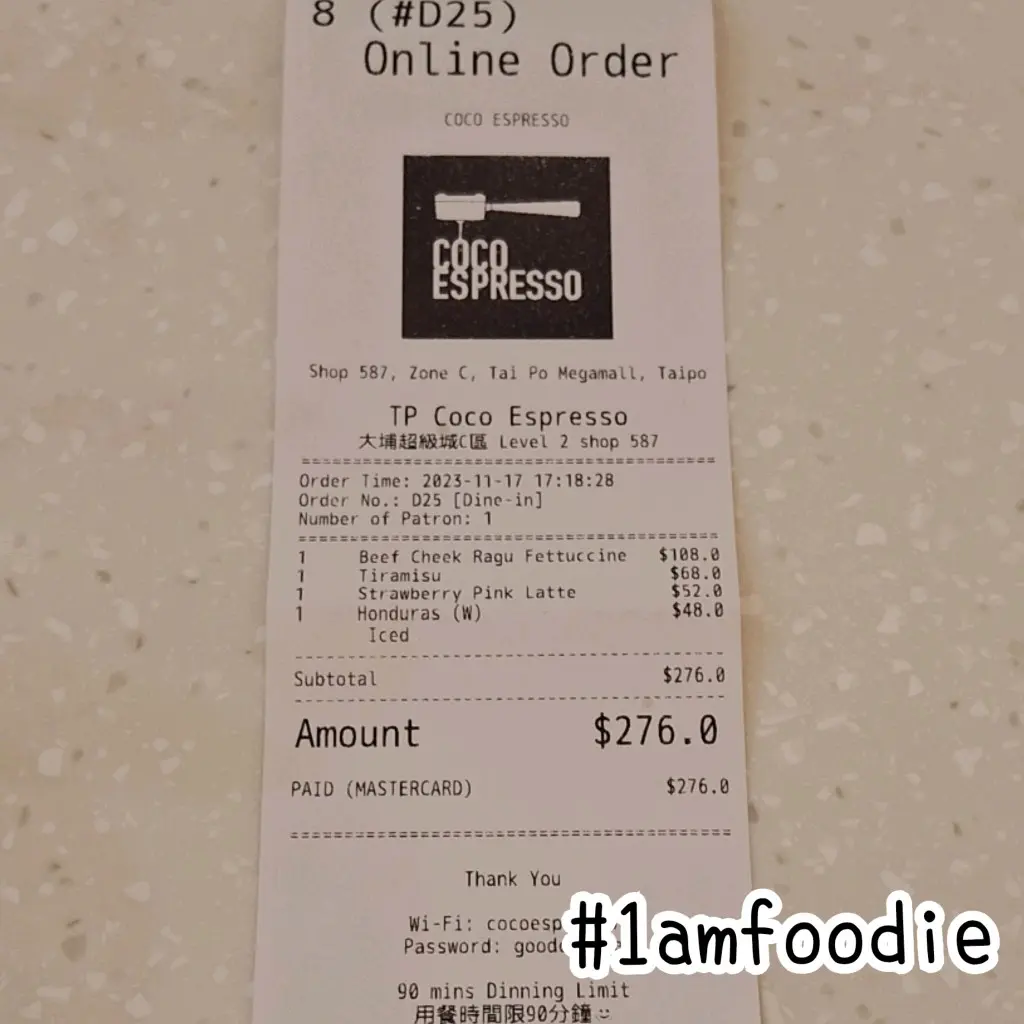 8 (#D25)
Online Order
COCO ESPRESSO
COCO
ESPRESSO
Shop 587, Zone C, Tai Po Megamall, Taipo
TP Coco Espresso
大埔超級城C區 Level 2 shop 587
Order Time: 2023-11-17 17:18:28
Order No.: D25 [Dine-in]
Number of Patron: 1
1 Beef Cheek Ragu Fettuccine $108.0
1 Tiramisu $68.0
1 Strawberry Pink Latte $52.0
1 Honduras (W) $48.0
Iced
Subtotal $276.0
Amount $276.0
PAID (MASTERCARD) $276.0
Thank You
Wi-Fi:
Password:
#1amfoodie
90 mins Dinning Limit
用餐時間限90分鐘